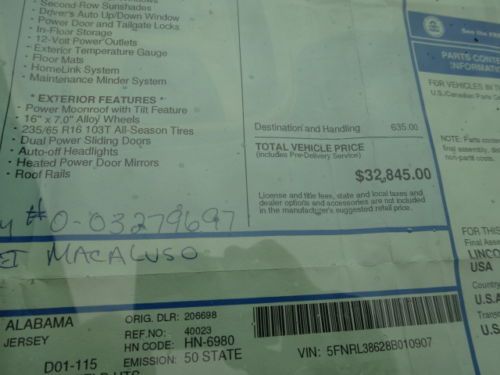 Second-Row Sunshades
Driver's Auto Up/Down Window
Power Door and Tailgate Locks
In-Floor Storage
12-Volt Power Outlets
Exterior Temperature Gauge
Floor Mats
HomeLink System
Maintenance Minder System
* EXTERIOR FEATURES *
Power Moonroof with Tilt Feature
16" x 7.0" Alloy Wheels
235/65 R16 103T All-Season Tires
Dual Power Sliding Doors
Auto-off Headlights
Heated Power Door Mirrors
Roof Rails
Destination and Handling 635.00
TOTAL VEHICLE PRICE
(Includes Pre-Delivery Service)
$32,845.00
License and title fees, state and local taxes and
dealer options and accessories are not included
in the manufacturer's suggested retail price.
#0-03279697
MACALUSO
ALABAMA
JERSEY
D01-115
ORIG. DLR: 206698
REF.NO: 40023
HN CODE: HN-6980
EMISSION: 50 STATE
VIN: 5FNRL38628B010907
See the
PARTS CONTE
INFORMATI
FOR VEHICLES IN T
U.S./Canadian Parts
NOTE: Parts
final assembly,
non-parts costs.
FOR THIS
Final Asse
LINCO
USA
Country
U.S.
Trans
U.S.